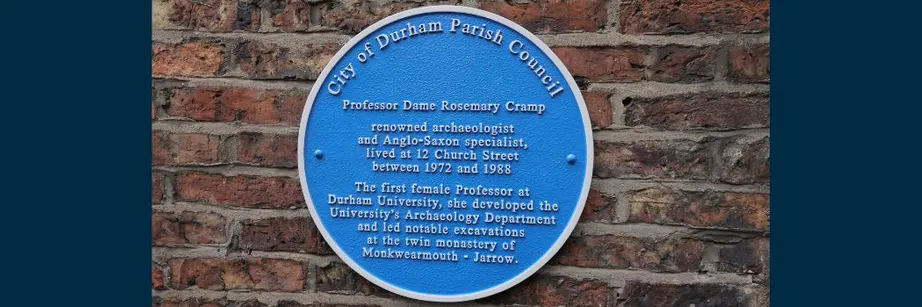 City of Durham Parish Council
Professor Dame Rosemary Cramp
renowned archaeologist
and Anglo-Saxon specialist,
lived at 12 Church Street
between 1972 and 1988
The first female Professor at
Durham University, she developed the
University's Archaeology Department
and led notable excavations
at the twin monastery of
Monkwearmouth - Jarrow.